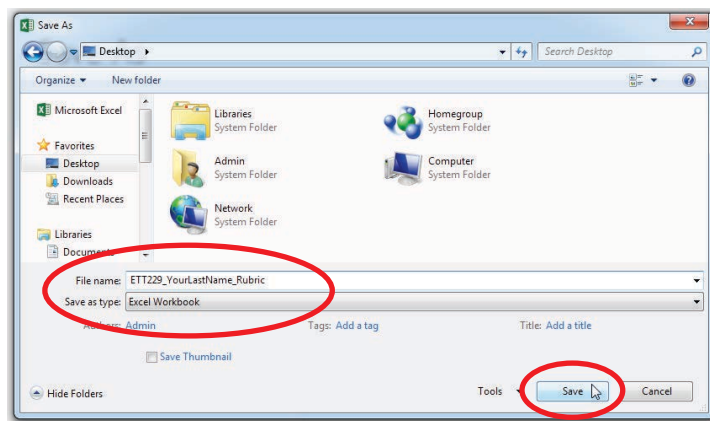 Save As
Desktop
Search Desktop
Organize
New folder
Microsoft Excel
Favorites
Desktop
Downloads
Recent Places
Libraries
Documents
Libraries
System Folder
Homegroup
System Folder
Admin
System Folder
Computer
System Folder
Network
System Folder
File name: ETT229_YourLastName_Rubric
Save as type: Excel Workbook
Authors: Admin
Tags: Add a tag
Title: Add a title
Save Thumbnail
Hide Folders
Tools
Save
Cancel